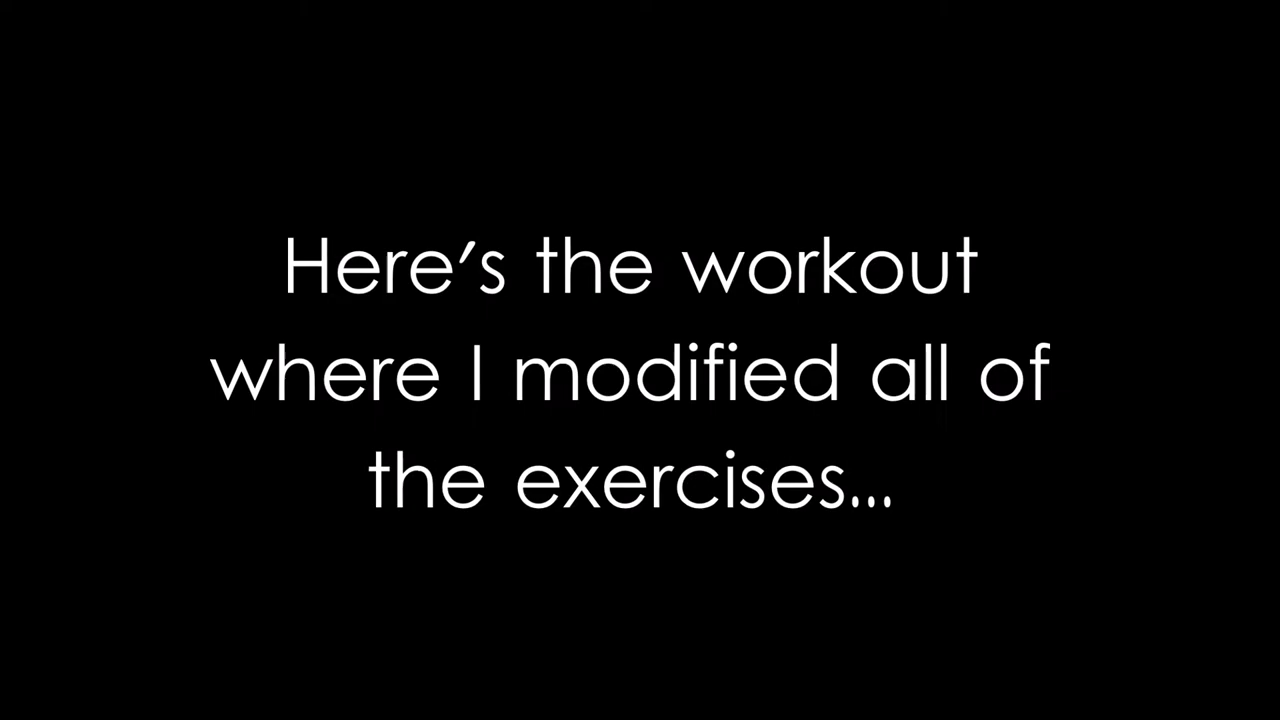 Here's the workout
where I modified all of
the exercises...